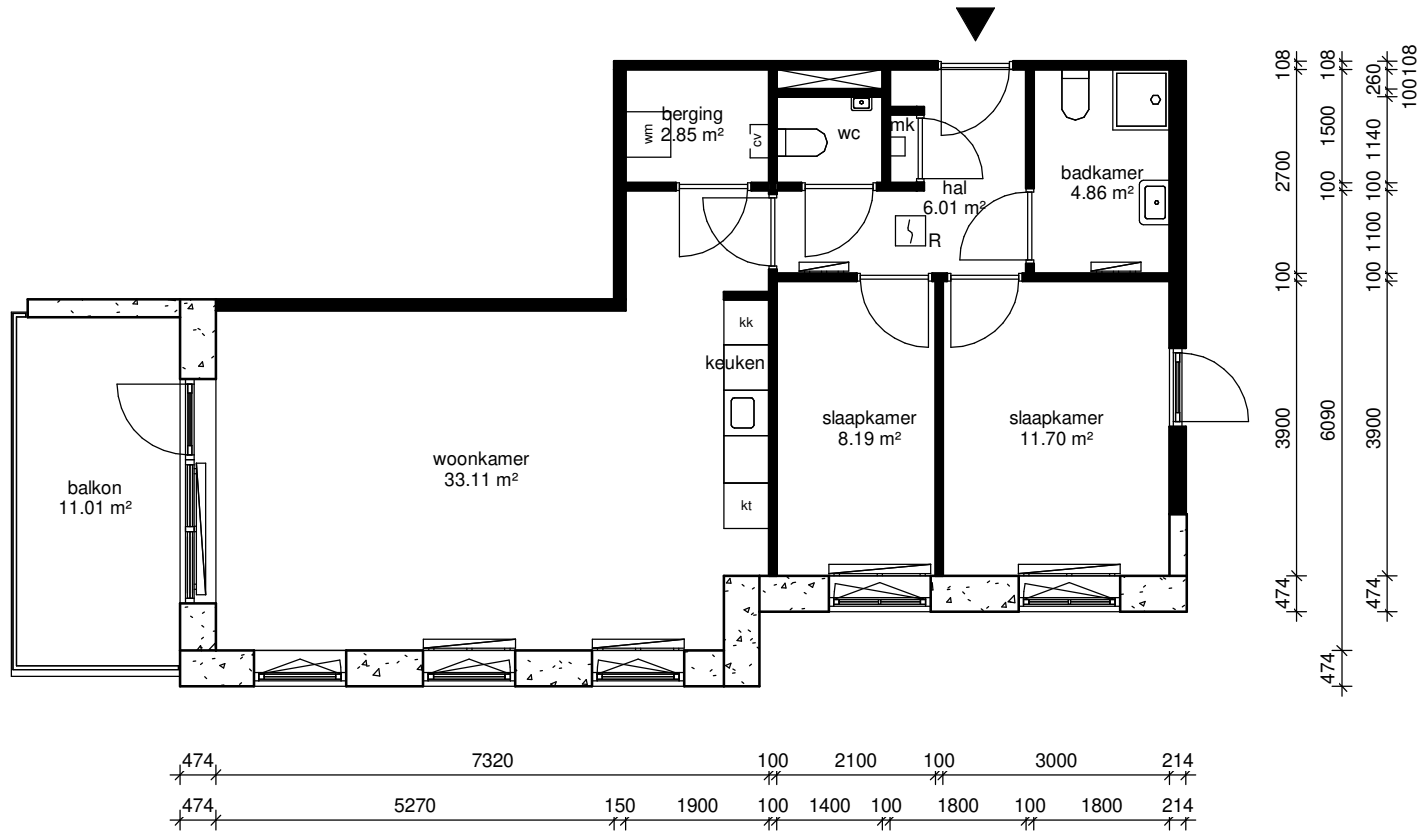 berging
2.85 m²
wm
cv
wc
mk
hal
6.01 m²
R
badkamer
4.86 m²
kk
keuken
kt
slaapkamer
8.19 m²
slaapkamer
11.70 m²
woonkamer
33.11 m²
balkon
11.01 m²
108
2700
100
3900
474
108
1500
100
6090
474
108
260
100
1140
100
1100
100
3900
474
474 7320 100 2100 100 3000 214
474 5270 150 1900 100 1400 100 1800 100 1800 214